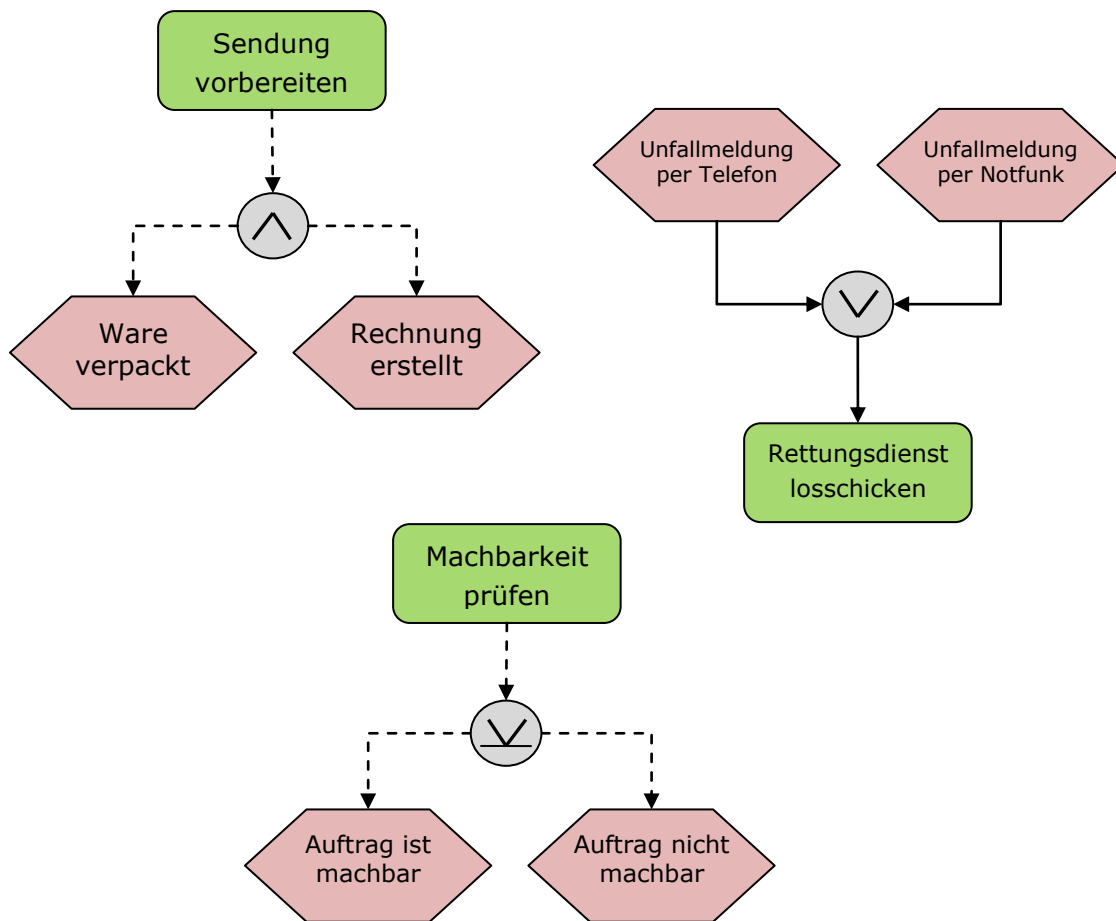 Sendung
vorbereiten
Unfallmeldung
per Telefon
Unfallmeldung
per Notfunk
Ware
verpackt
Rechnung
erstellt
Rettungsdienst
losschicken
Machbarkeit
prüfen
Auftrag ist
machbar
Auftrag nicht
machbar